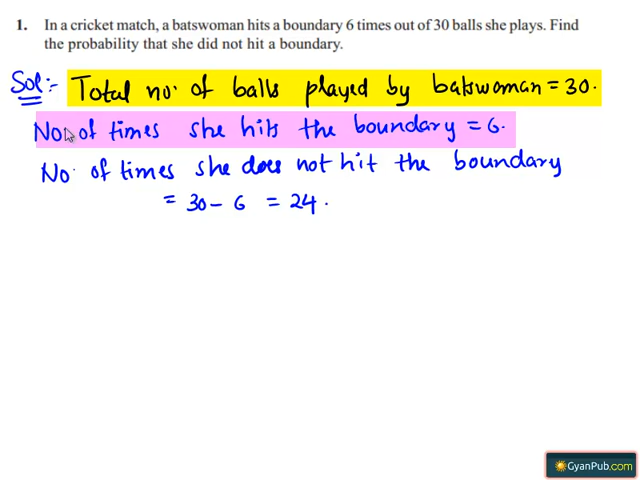 1. In a cricket match, a batswoman hits a boundary 6 times out of 30 balls she plays. Find
the probability that she did not hit a boundary.
Sol:- Total no. of balls played by batswoman = 30.
No. of times she hits the boundary = 6.
No. of times she does not hit the boundary
= 30 - 6 = 24.
GyanPub.com